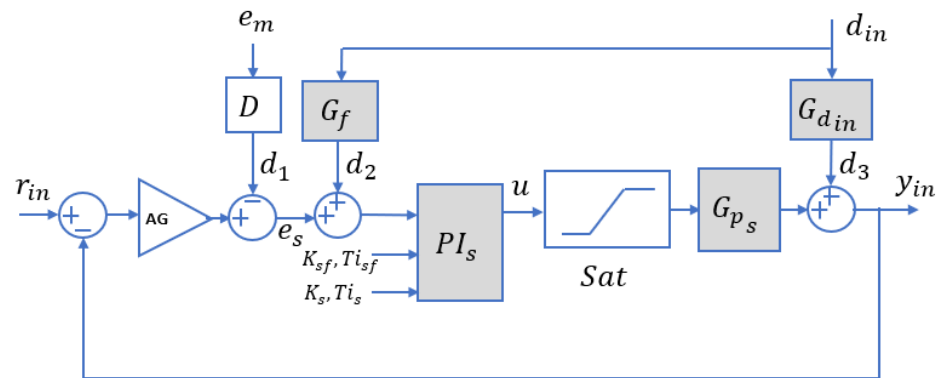 e_m
d_in
D
G_f
G_d_in
d_1
d_2
d_3
r_in
y_in
+
−
AG
+
−
e_s
+
+
PI_s
u
G_p_s
+
+
K_sf, Ti_sf
K_s, Ti_s
Sat